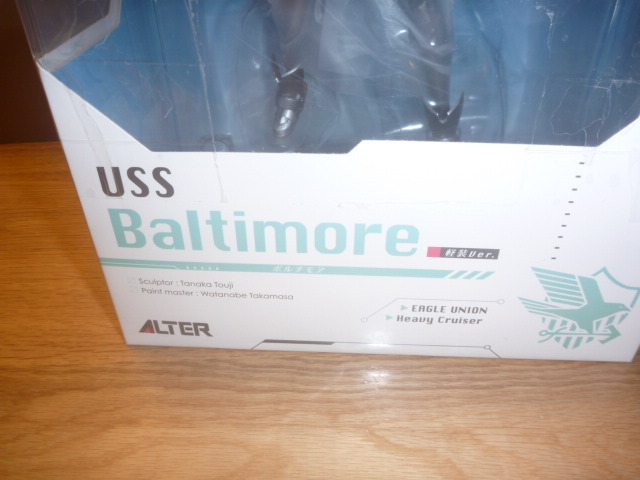 USS
Baltimore
軽装Ver.
ボルチモア
Sculptor : Tanaka Touji
Paint master : Watanabe Takamasa
EAGLE UNION
Heavy Cruiser
ALTER